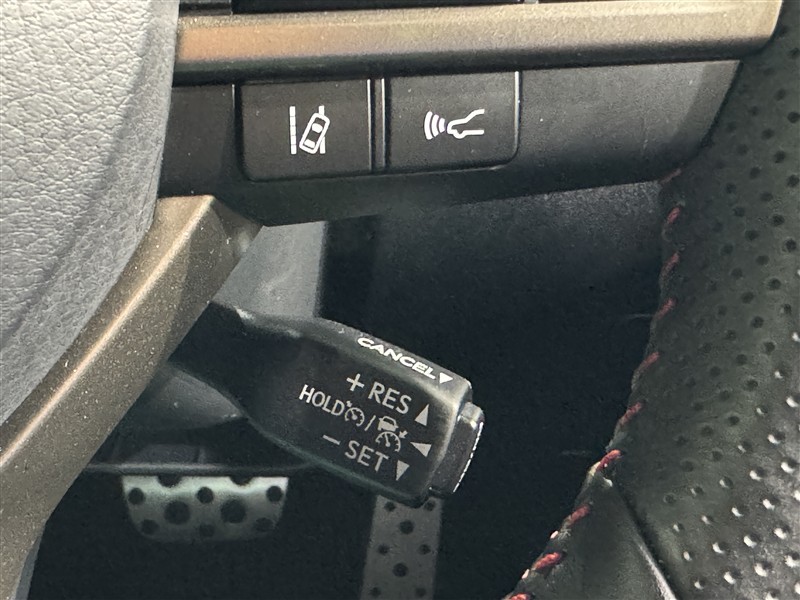 CANCEL
+ RES
HOLD /
- SET